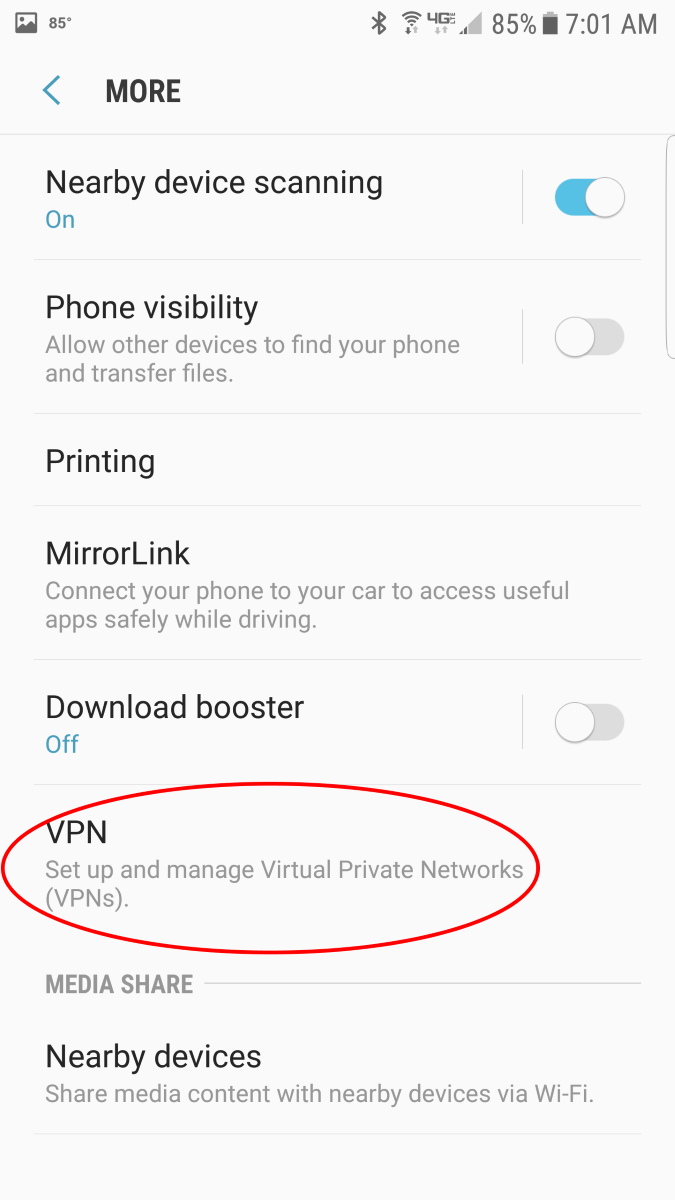 85°
4G LTE 85% 7:01 AM
MORE
Nearby device scanning
On
Phone visibility
Allow other devices to find your phone
and transfer files.
Printing
MirrorLink
Connect your phone to your car to access useful
apps safely while driving.
Download booster
Off
VPN
Set up and manage Virtual Private Networks
(VPNs).
MEDIA SHARE
Nearby devices
Share media content with nearby devices via Wi-Fi.